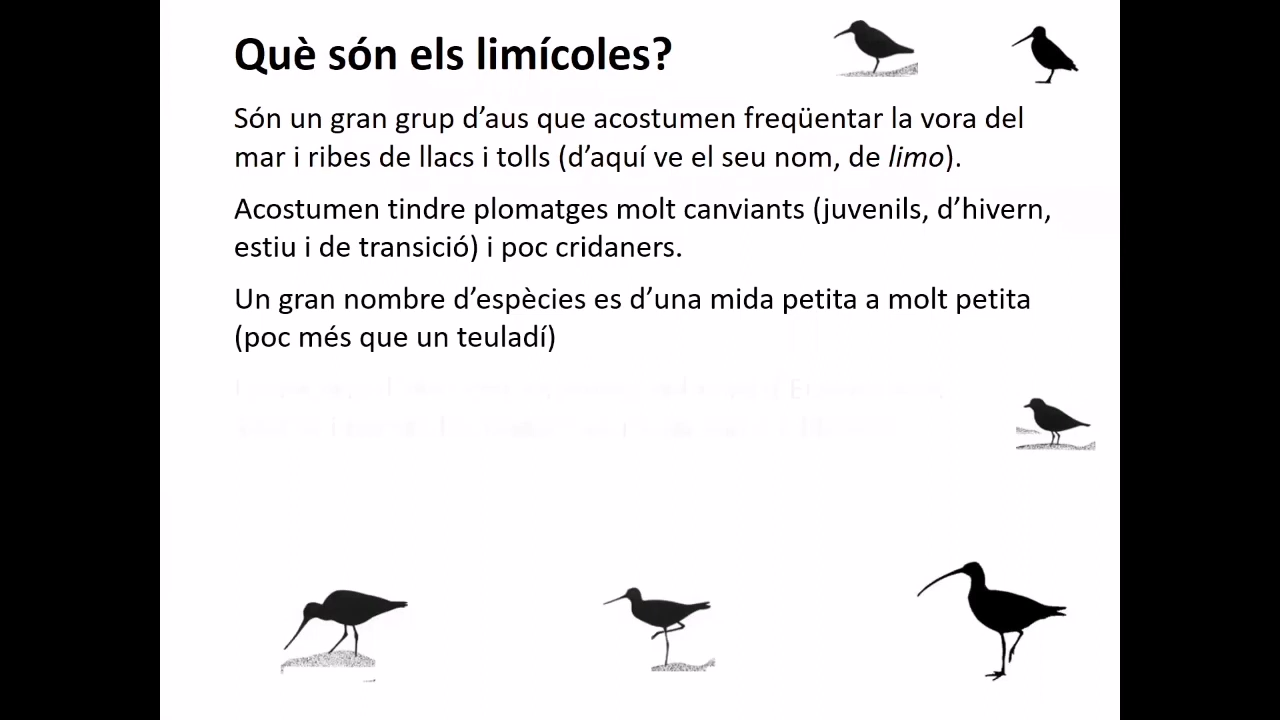 Què són els limícoles?
Són un gran grup d’aus que acostumen freqüentar la vora del
mar i ribes de llacs i tolls (d’aquí ve el seu nom, de limo).
Acostumen tindre plomatges molt canviants (juvenils, d’hivern,
estiu i de transició) i poc cridaners.
Un gran nombre d’espècies es d’una mida petita a molt petita
(poc més que un teuladí)